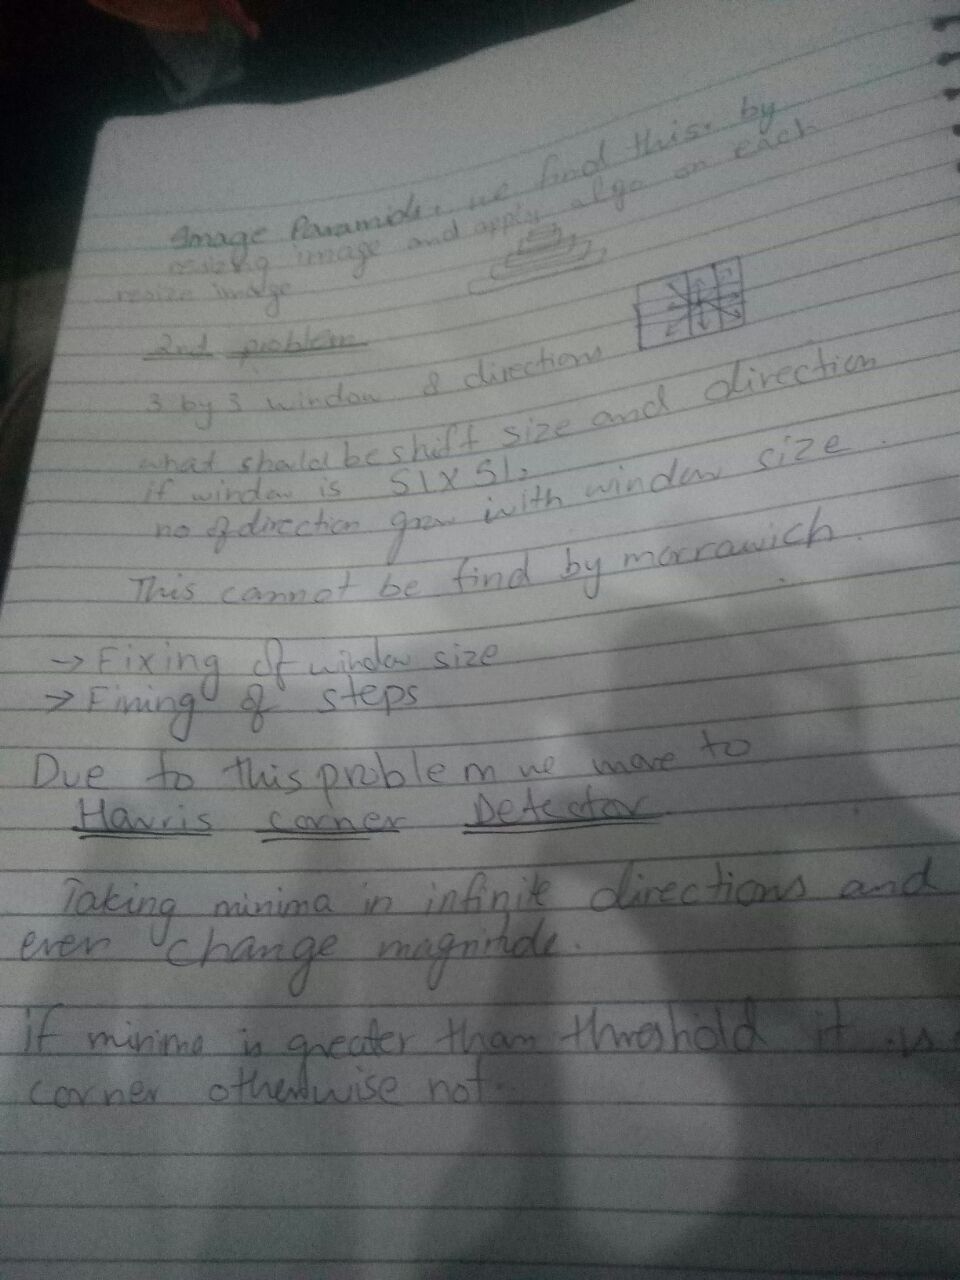 Image Paramids, we find this by
resizing image and apply algo on each
resize image
2nd problem
3 by 3 window 8 directions
what should be shift size and direction
if window is 51 X 51,
no of direction grow with window size.
This cannot be find by morrawich.
→ Fixing of window size
→ Fining of steps
Due to this problem we move to
Harris corner Detector
Taking minima in infinite directions and
even change magnitude.
if minima is greater than threshold it is
corner otherwise not.